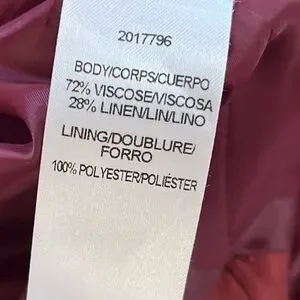 2017796
BODY/CORPS/CUERPO
72% VISCOSE/VISCOSA
28% LINEN/LIN/LINO
LINING/DOUBLURE/
FORRO
100% POLYESTER/POLIÉSTER